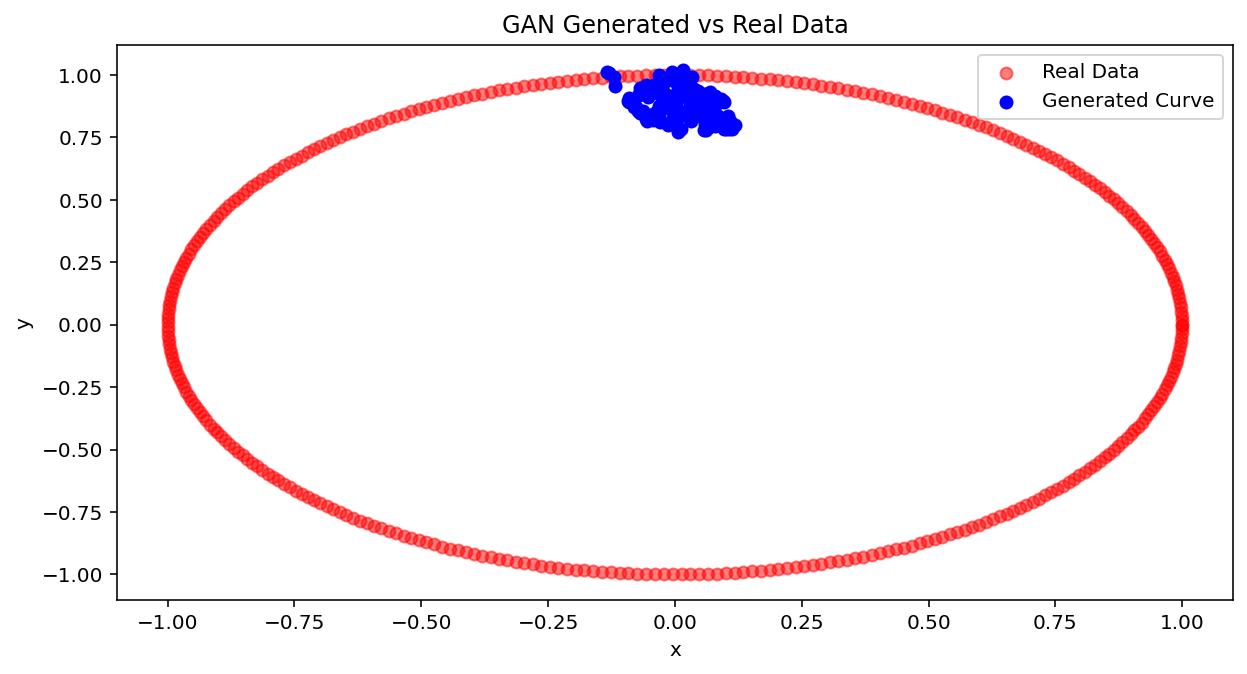 GAN Generated vs Real Data
Real Data
Generated Curve
1.00
0.75
0.50
0.25
0.00
−0.25
−0.50
−0.75
−1.00
y
−1.00 −0.75 −0.50 −0.25 0.00 0.25 0.50 0.75 1.00
x